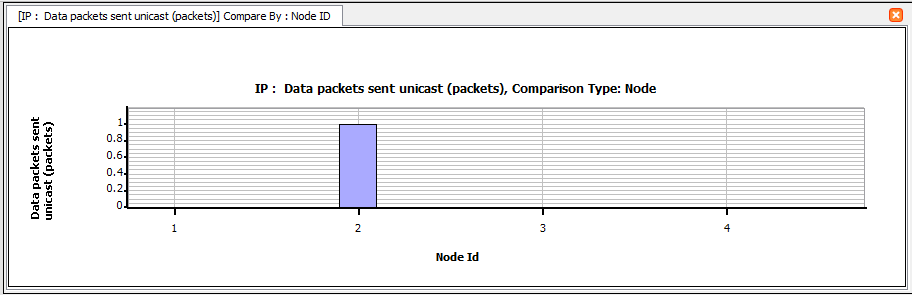 [IP :  Data packets sent unicast (packets)] Compare By : Node ID
IP :  Data packets sent unicast (packets), Comparison Type: Node
Data packets sent
unicast (packets)
1
0.8
0.6
0.4
0.2
0
1 2 3 4
Node Id